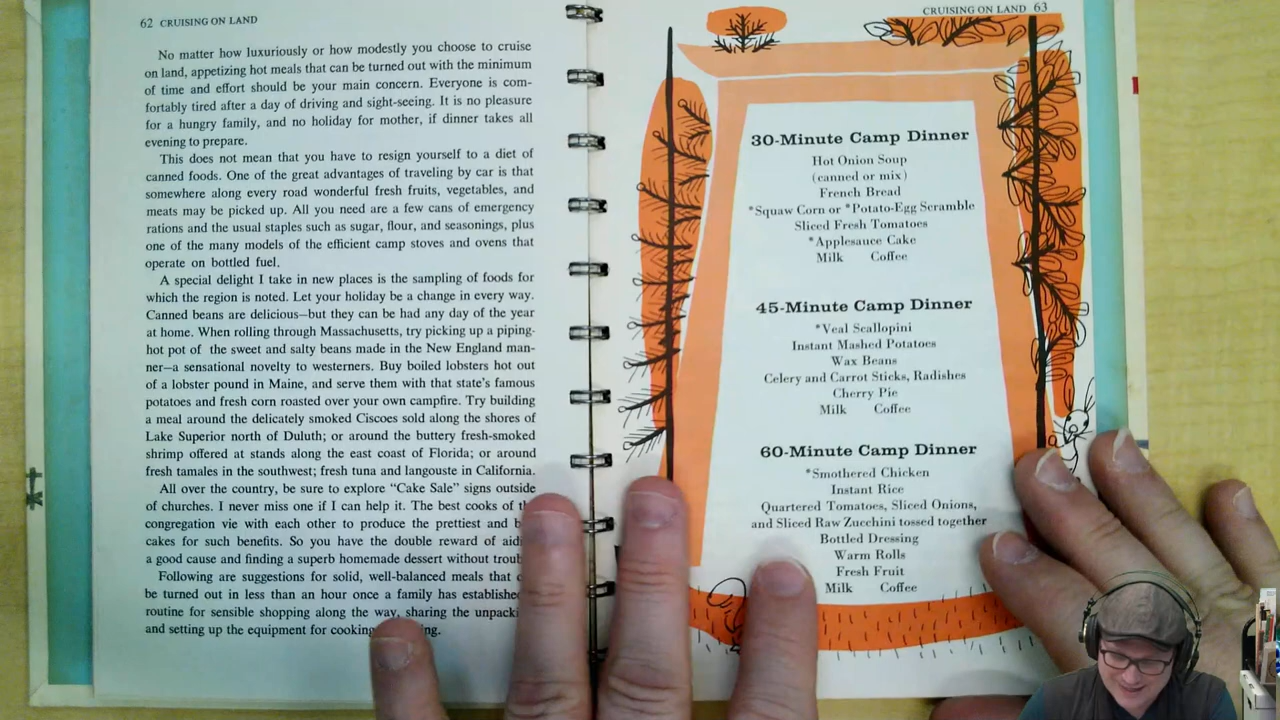 62 CRUISING ON LAND
No matter how luxuriously or how modestly you choose to cruise
on land, appetizing hot meals that can be turned out with the minimum
of time and effort should be your main concern. Everyone is com-
fortably tired after a day of driving and sight-seeing. It is no pleasure
for a hungry family, and no holiday for mother, if dinner takes all
evening to prepare.
This does not mean that you have to resign yourself to a diet of
canned foods. One of the great advantages of traveling by car is that
somewhere along every road wonderful fresh fruits, vegetables, and
meats may be picked up. All you need are a few cans of emergency
rations and the usual staples such as sugar, flour, and seasonings, plus
one of the many models of the efficient camp stoves and ovens that
operate on bottled fuel.
A special delight I take in new places is the sampling of foods for
which the region is noted. Let your holiday be a change in every way.
Canned beans are delicious—but they can be had any day of the year
at home. When rolling through Massachusetts, try picking up a piping-
hot pot of the sweet and salty beans made in the New England man-
ner—a sensational novelty to westerners. Buy boiled lobsters hot out
of a lobster pound in Maine, and serve them with that state's famous
potatoes and fresh corn roasted over your own campfire. Try building
a meal around the delicately smoked Ciscoes sold along the shores of
Lake Superior north of Duluth; or around the buttery fresh-smoked
shrimp offered at stands along the east coast of Florida; or around
fresh tamales in the southwest; fresh tuna and langouste in California.
All over the country, be sure to explore "Cake Sale" signs outside
of churches. I never miss one if I can help it. The best cooks of
congregation vie with each other to produce the prettiest and
cakes for such benefits. So you have the double reward of
a good cause and finding a superb homemade dessert without
Following are suggestions for solid, well-balanced meals that
be turned out in less than an hour once a family has
routine for sensible shopping along the way, sharing the
and setting up the equipment for cooking
CRUISING ON LAND 63
30-Minute Camp Dinner
Hot Onion Soup
(canned or mix)
French Bread
*Squaw Corn or *Potato-Egg Scramble
Sliced Fresh Tomatoes
*Applesauce Cake
Milk Coffee
45-Minute Camp Dinner
*Veal Scallopini
Instant Mashed Potatoes
Wax Beans
Celery and Carrot Sticks, Radishes
Cherry Pie
Milk Coffee
60-Minute Camp Dinner
*Smothered Chicken
Instant Rice
Quartered Tomatoes, Sliced Onions,
and Sliced Raw Zucchini tossed together
Bottled Dressing
Warm Rolls
Fresh Fruit
Milk Coffee